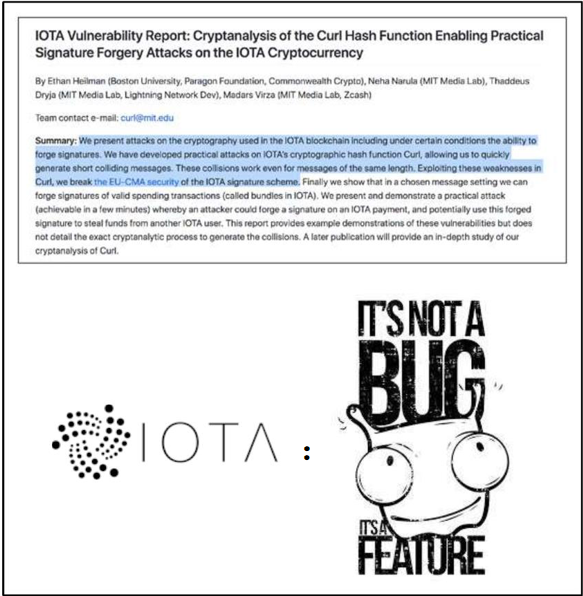 IOTA Vulnerability Report: Cryptanalysis of the Curl Hash Function Enabling Practical
Signature Forgery Attacks on the IOTA Cryptocurrency
By Ethan Heilman (Boston University, Paragon Foundation, Commonwealth Crypto), Neha Narula (MIT Media Lab), Thaddeus
Dryja (MIT Media Lab, Lightning Network Dev), Madars Virza (MIT Media Lab, Zcash)
Team contact e-mail: curl@mit.edu
Summary: We present attacks on the cryptography used in the IOTA blockchain including under certain conditions the ability to
forge signatures. We have developed practical attacks on IOTA's cryptographic hash function Curl, allowing us to quickly
generate short colliding messages. These collisions work even for messages of the same length. Exploiting these weaknesses in
Curl, we break the EU-CMA security of the IOTA signature scheme. Finally we show that in a chosen message setting we can
forge signatures of valid spending transactions (called bundles in IOTA). We present and demonstrate a practical attack
(achievable in a few minutes) whereby an attacker could forge a signature on an IOTA payment, and potentially use this forged
signature to steal funds from another IOTA user. This report provides example demonstrations of these vulnerabilities but does
not detail the exact cryptanalytic process to generate the collisions. A later publication will provide an in-depth study of our
cryptanalysis of Curl.
IOTA :
IT'S NOT A
BUG
IT'S A
FEATURE